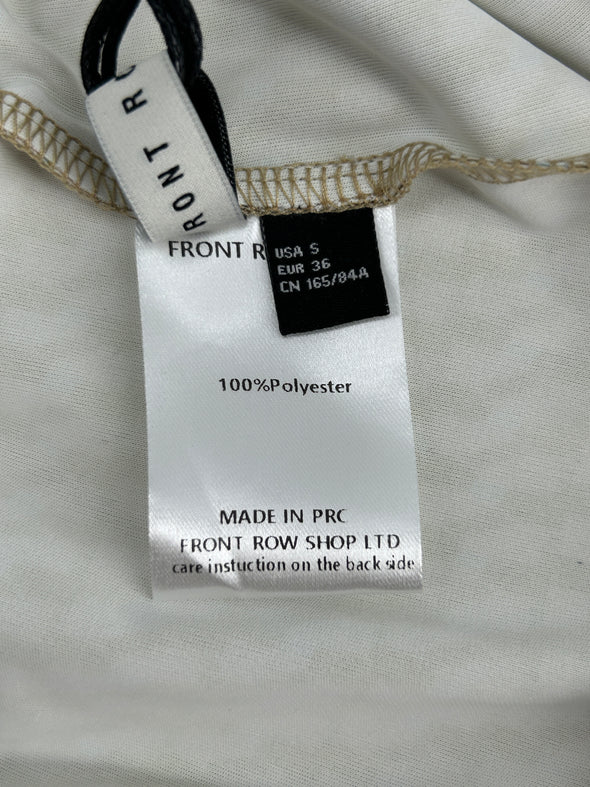 FRONT RO
FRONT R
USA S
EUR 36
CN 165/84A
100%Polyester
MADE IN PRC
FRONT ROW SHOP LTD
care instuction on the back side